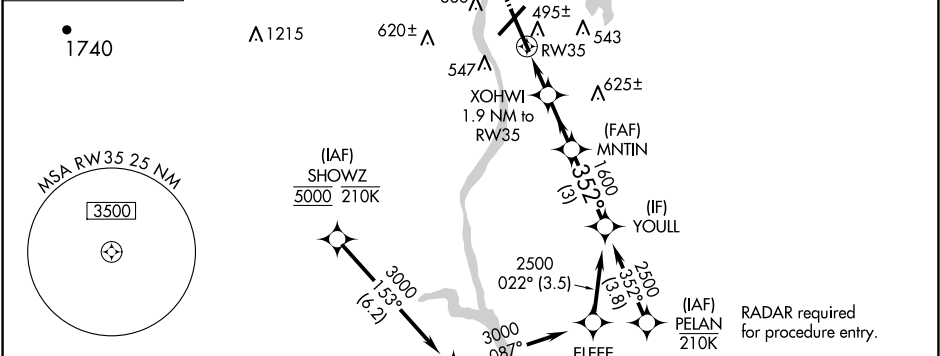 495±
1740
1215
620±
543
RW35
547
625±
XOHWI
1.9 NM to
RW35
(FAF)
MNTIN
MSA RW35 25 NM
3500
(IAF)
SHOWZ
5000 210K
1600
352°
(3)
(IF)
YOULL
3000
153°
(6.2)
2500
022° (3.5)
2500
352°
(3.8)
(IAF)
PELAN
210K
RADAR required
for procedure entry.
3000
087°